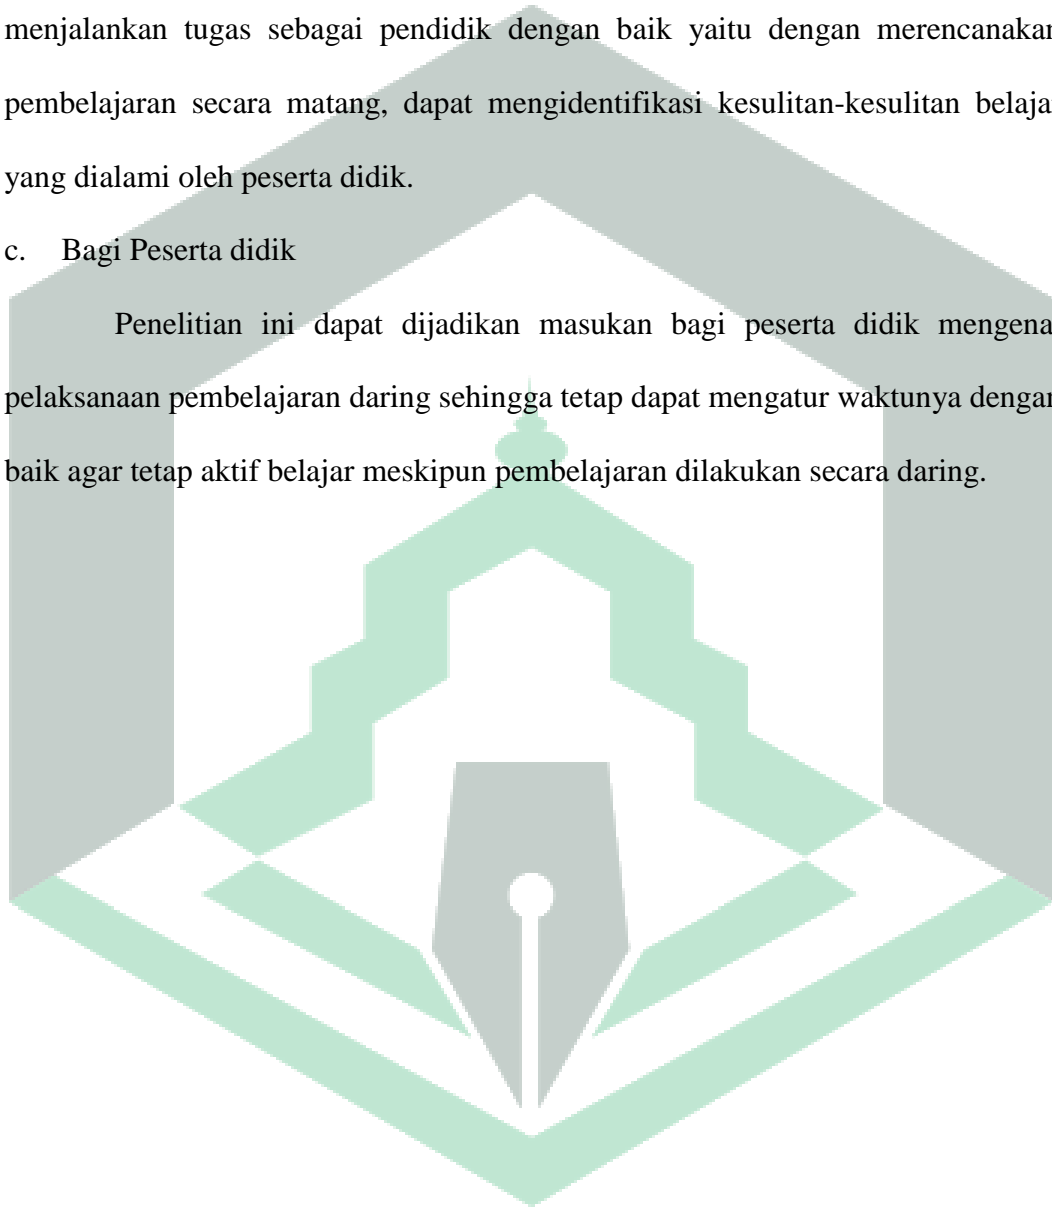 menjalankan tugas sebagai pendidik dengan baik yaitu dengan merencanakan
pembelajaran secara matang, dapat mengidentifikasi kesulitan-kesulitan belajar
yang dialami oleh peserta didik.
c. Bagi Peserta didik
Penelitian ini dapat dijadikan masukan bagi peserta didik mengenai
pelaksanaan pembelajaran daring sehingga tetap dapat mengatur waktunya dengan
baik agar tetap aktif belajar meskipun pembelajaran dilakukan secara daring.